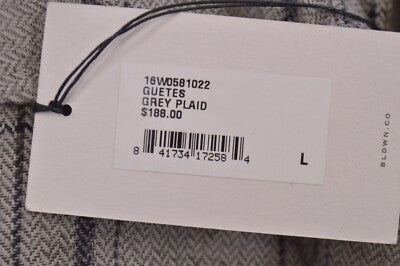 16W0581022
GUETES
GREY PLAID
$188.00
8 41734 17258 4
L
BLDWN.CO